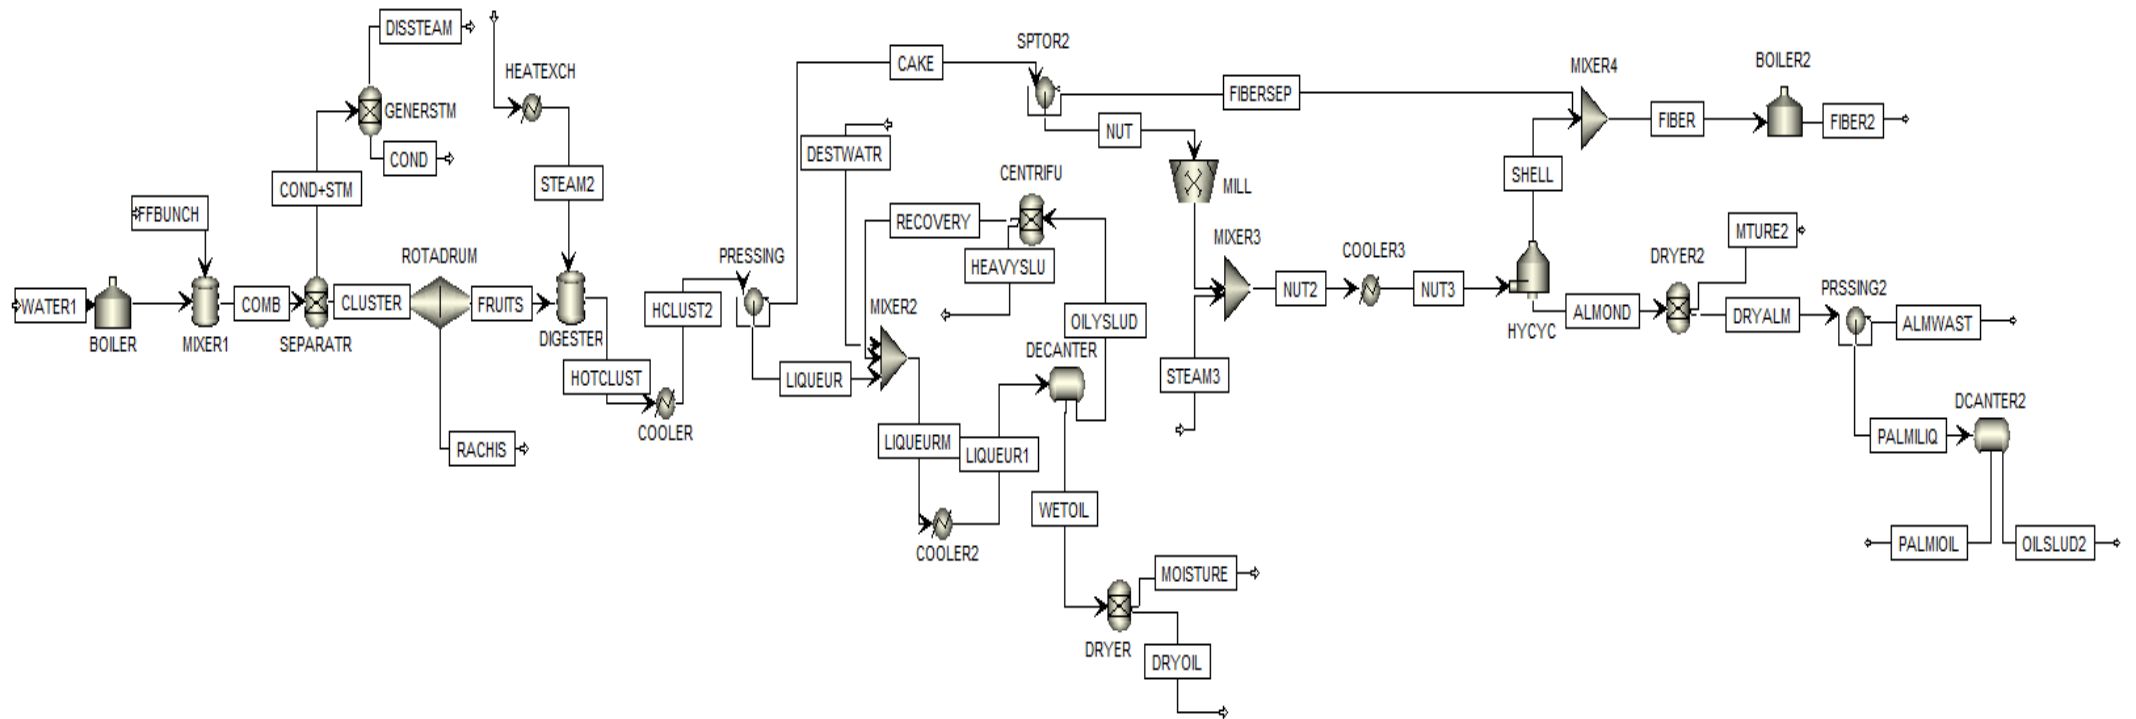 DISSTEAM
HEATEXCH
GENERSTM
COND
COND+STM
STEAM2
FFBUNCH
WATER1
BOILER
MIXER1
COMB
SEPARATR
CLUSTER
ROTADRUM
FRUITS
DIGESTER
RACHIS
HOTCLUST
COOLER
HCLUST2
PRESSING
CAKE
SPTOR2
DESTWATR
CENTRIFU
RECOVERY
HEAVYSLU
MIXER2
OILYSLUD
LIQUEUR
DECANTER
LIQUEURM
LIQUEUR1
COOLER2
WETOIL
MOISTURE
DRYER
DRYOIL
FIBERSEP
NUT
MILL
MIXER3
STEAM3
NUT2
COOLER3
NUT3
HYCYC
SHELL
MIXER4
FIBER
BOILER2
FIBER2
ALMOND
DRYER2
MTURE2
DRYALM
PRSSING2
ALMWAST
PALMILIQ
DCANTER2
PALMIOIL
OILSLUD2